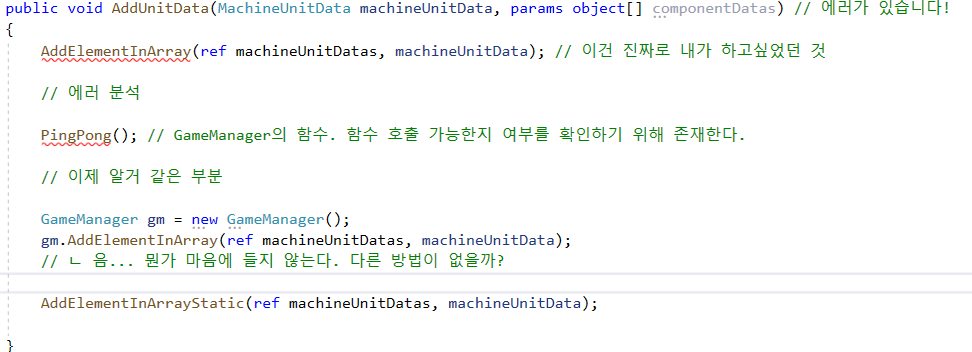 public void AddUnitData(MachineUnitData machineUnitData, params object[] componentDatas) // 에러가 있습니다!
{
AddElementInArray(ref machineUnitDatas, machineUnitData); // 이건 진짜로 내가 하고싶었던 것
// 에러 분석
PingPong(); // GameManager의 함수. 함수 호출 가능한지 여부를 확인하기 위해 존재한다.
// 이제 알거 같은 부분
GameManager gm = new GameManager();
gm.AddElementInArray(ref machineUnitDatas, machineUnitData);
// ㄴ 음... 뭔가 마음에 들지 않는다. 다른 방법이 없을까?
AddElementInArrayStatic(ref machineUnitDatas, machineUnitData);
}